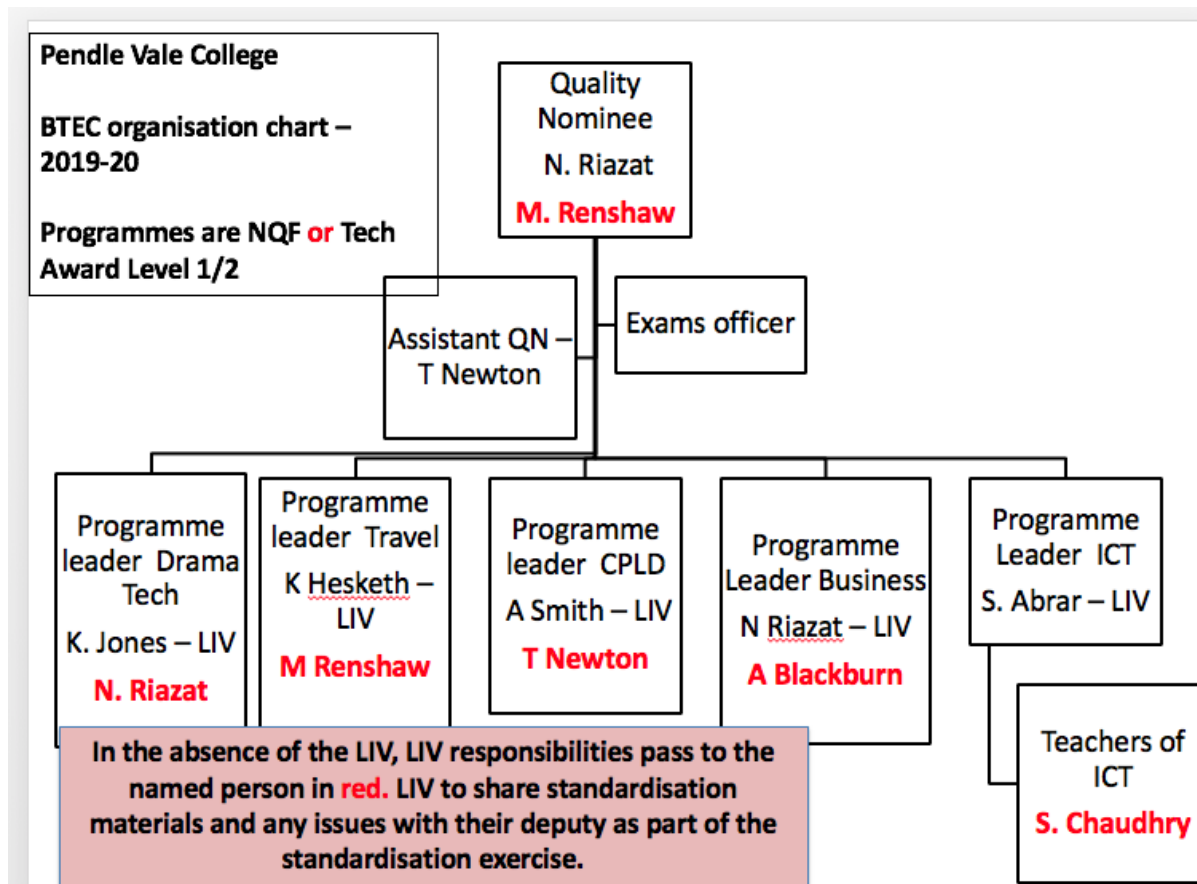 Pendle Vale College
BTEC organisation chart –
2019-20
Programmes are NQF or Tech
Award Level 1/2
Quality
Nominee
N. Riazat
M. Renshaw
Assistant QN –
T Newton
Exams officer
Programme
leader Drama
Tech
K. Jones – LIV
N. Riazat
Programme
leader Travel
K Hesketh –
LIV
M Renshaw
Programme
leader CPLD
A Smith – LIV
T Newton
Programme
Leader Business
N Riazat – LIV
A Blackburn
Programme
Leader ICT
S. Abrar – LIV
Teachers of
ICT
S. Chaudhry
In the absence of the LIV, LIV responsibilities pass to the
named person in red. LIV to share standardisation
materials and any issues with their deputy as part of the
standardisation exercise.